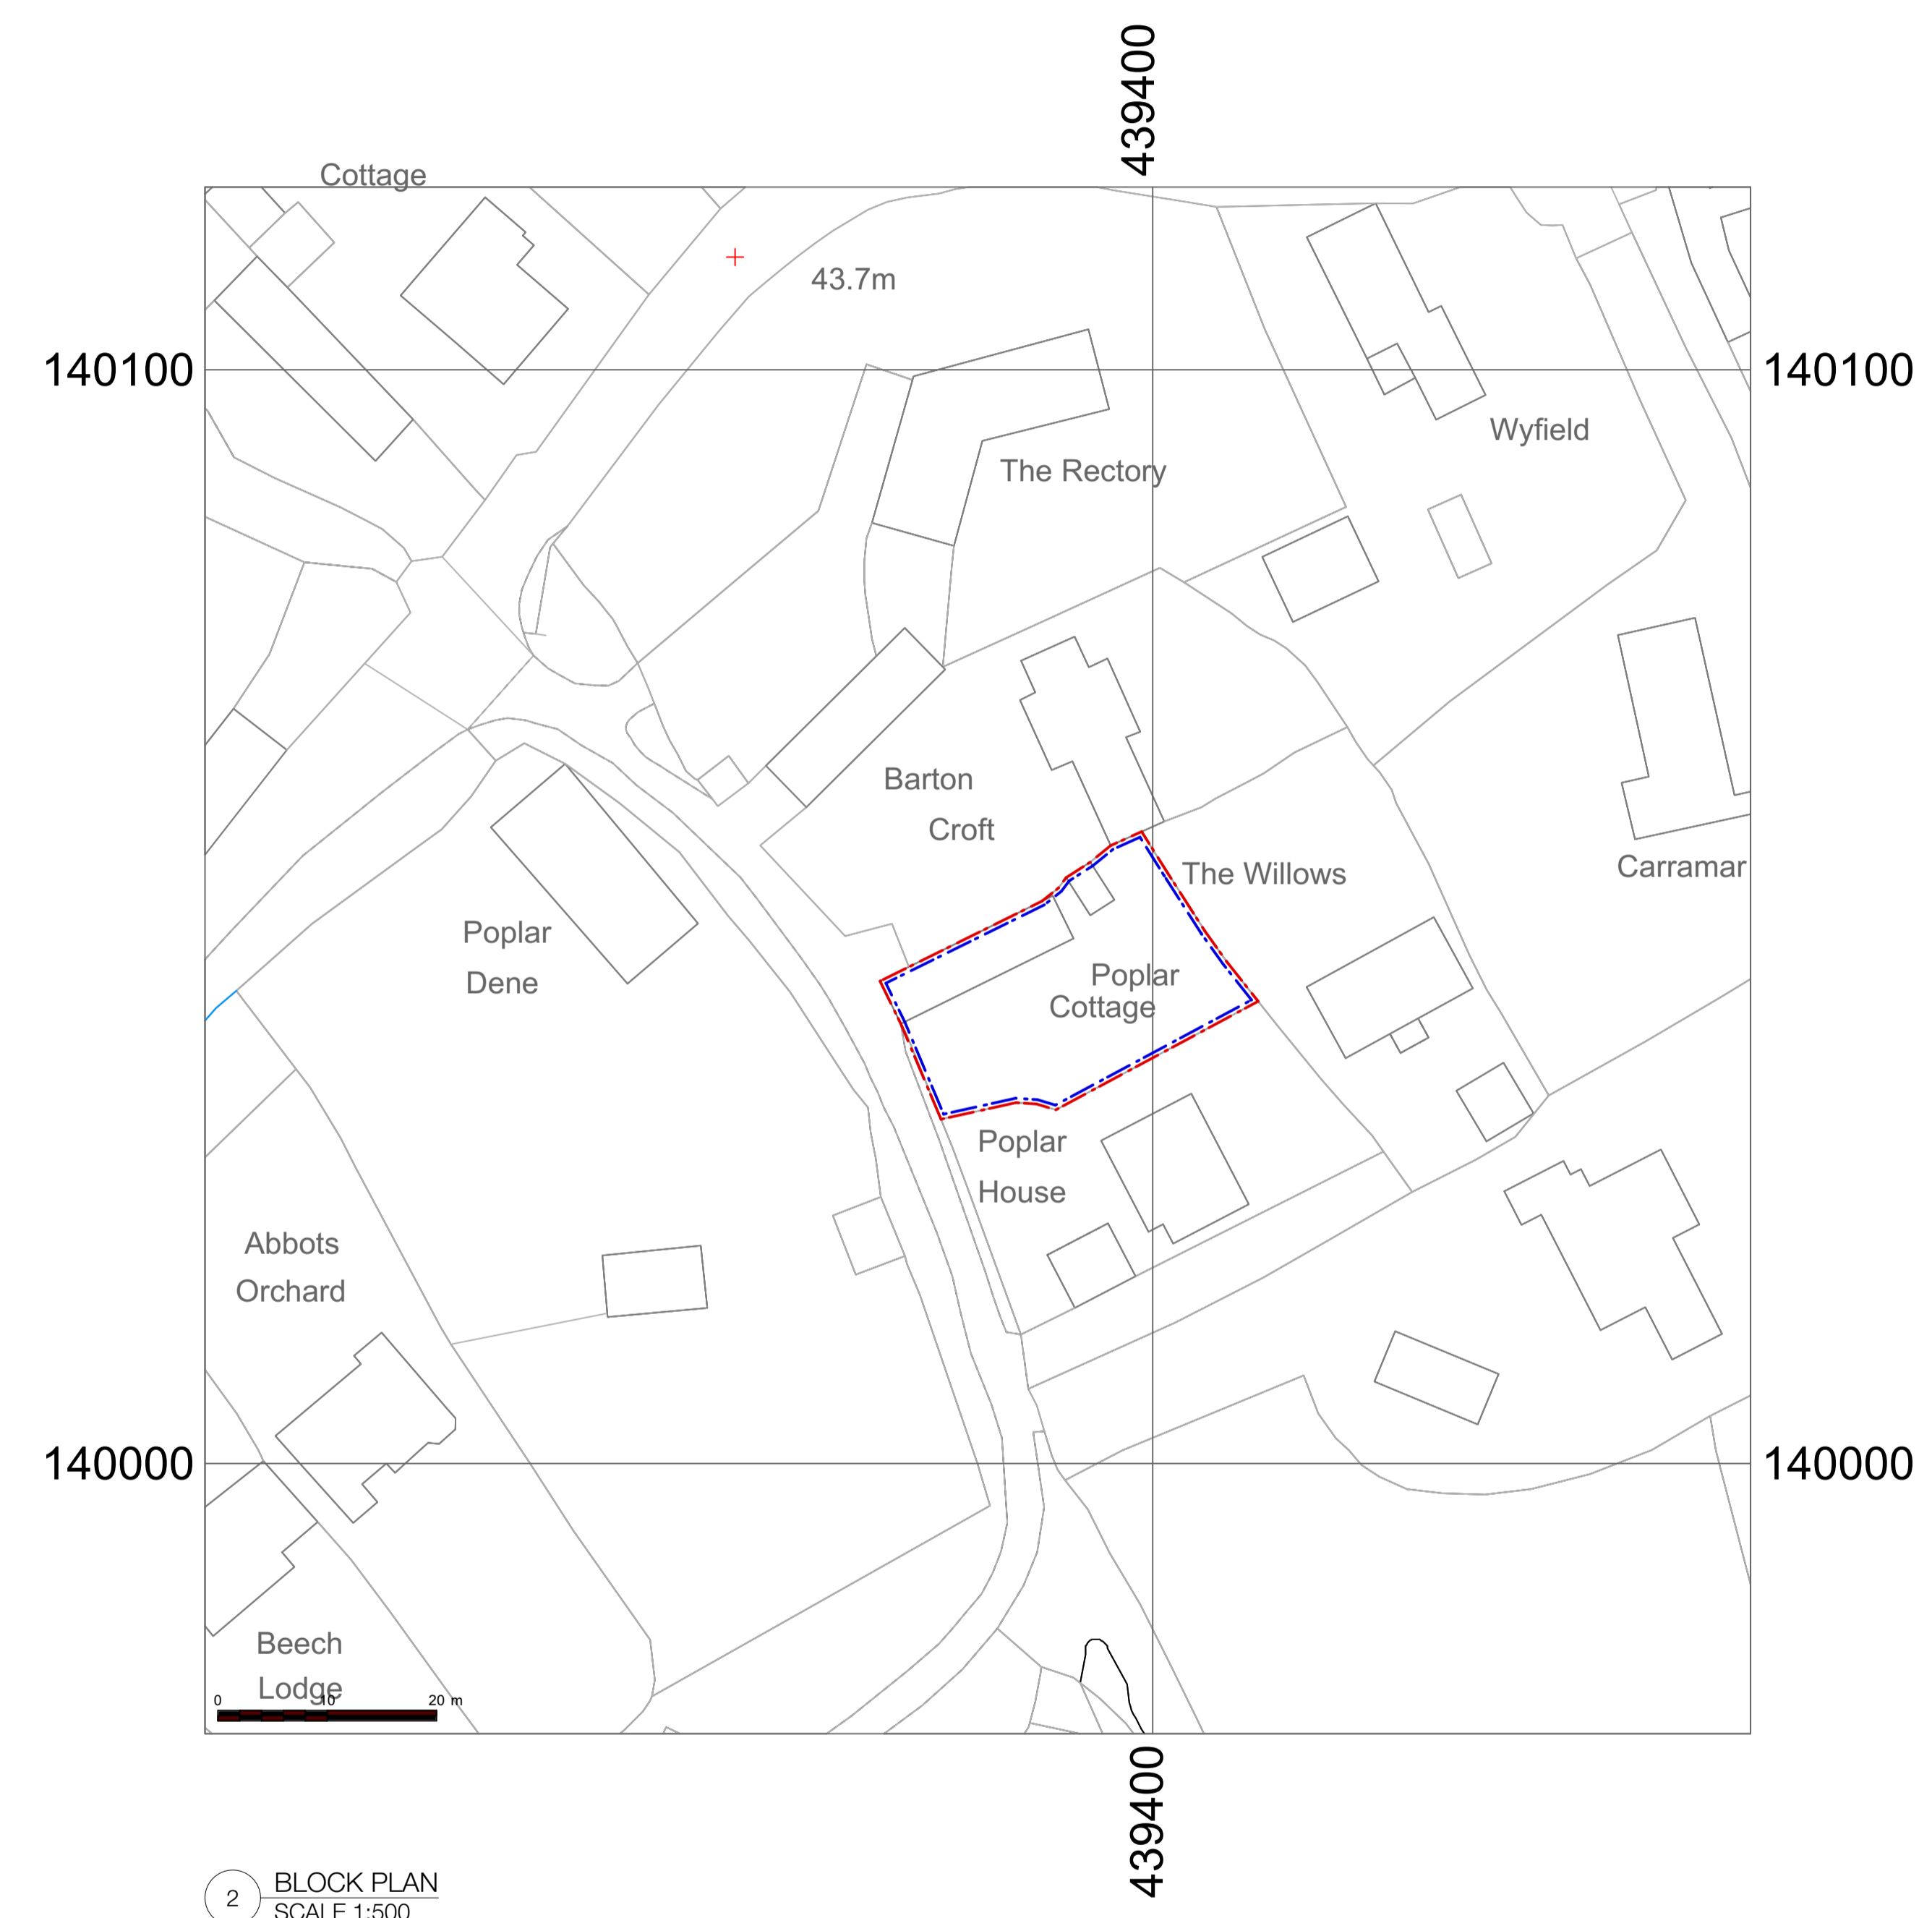 439400
Cottage
43.7m
140100
140100
Wyfield
The Rectory
Barton
Croft
The Willows
Carramar
Poplar
Dene
Poplar
Cottage
Poplar
House
Abbots
Orchard
140000
140000
Beech
Lodge
0 10 20 m
439400
2
BLOCK PLAN
SCALE 1:500